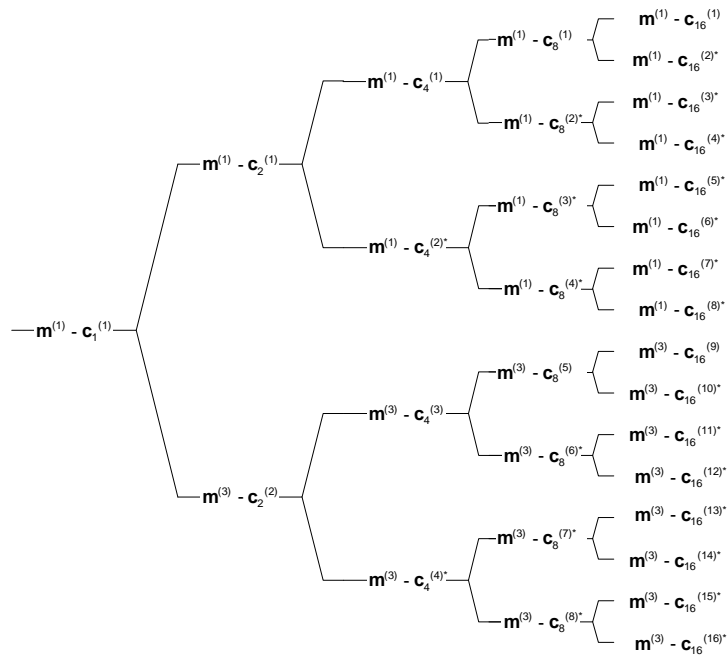 m(1) - c16(1)
m(1) - c8(1)
m(1) - c16(2)*
m(1) - c4(1)
m(1) - c16(3)*
m(1) - c8(2)*
m(1) - c16(4)*
m(1) - c2(1)
m(1) - c16(5)*
m(1) - c8(3)*
m(1) - c16(6)*
m(1) - c4(2)*
m(1) - c16(7)*
m(1) - c8(4)*
m(1) - c16(8)*
m(1) - c1(1)
m(3) - c16(9)
m(3) - c8(5)
m(3) - c16(10)*
m(3) - c4(3)
m(3) - c16(11)*
m(3) - c8(6)*
m(3) - c16(12)*
m(3) - c2(2)
m(3) - c16(13)*
m(3) - c8(7)*
m(3) - c16(14)*
m(3) - c4(4)*
m(3) - c16(15)*
m(3) - c8(8)*
m(3) - c16(16)*